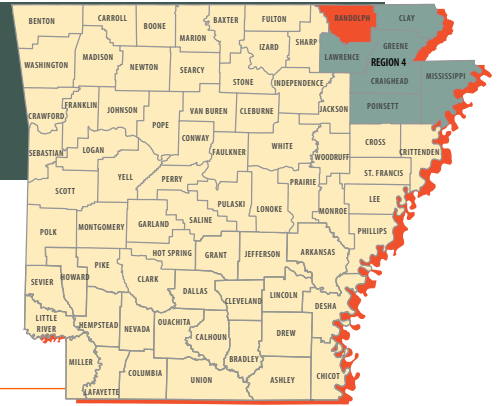 BENTON
CARROLL
BOONE
BAXTER
FULTON
RANDOLPH
CLAY
MARION
IZARD
SHARP
GREENE
LAWRENCE
REGION 4
WASHINGTON
MADISON
NEWTON
SEARCY
STONE
INDEPENDENCE
CRAIGHEAD
MISSISSIPPI
CRAWFORD
FRANKLIN
JOHNSON
POPE
VAN BUREN
CLEBURNE
JACKSON
POINSETT
SEBASTIAN
LOGAN
CONWAY
FAULKNER
WHITE
WOODRUFF
CROSS
CRITTENDEN
SCOTT
YELL
PERRY
PULASKI
LONOKE
PRAIRIE
MONROE
ST. FRANCIS
LEE
PHILLIPS
POLK
MONTGOMERY
GARLAND
SALINE
HOT SPRING
GRANT
JEFFERSON
ARKANSAS
SEVIER
HOWARD
PIKE
CLARK
DALLAS
CLEVELAND
LINCOLN
DESHA
LITTLE
RIVER
HEMPSTEAD
NEVADA
OUACHITA
CALHOUN
BRADLEY
DREW
MILLER
LAFAYETTE
COLUMBIA
UNION
ASHLEY
CHICOT